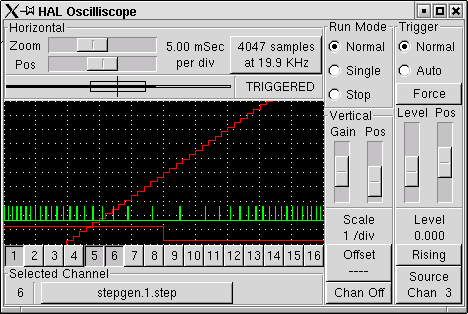 HAL Oscilliscope
Horizontal
Zoom
Pos
5.00 mSec
per div
4047 samples
at 19.9 KHz
TRIGGERED
Run Mode
Normal
Single
Stop
Trigger
Normal
Auto
Force
Vertical
Gain Pos
Level Pos
Scale
1 /div
Offset
----
Chan Off
Level
0.000
Rising
Source
Chan 3
1 2 3 4 5 6 7 8 9 10 11 12 13 14 15 16
Selected Channel
6 stepgen.1.step